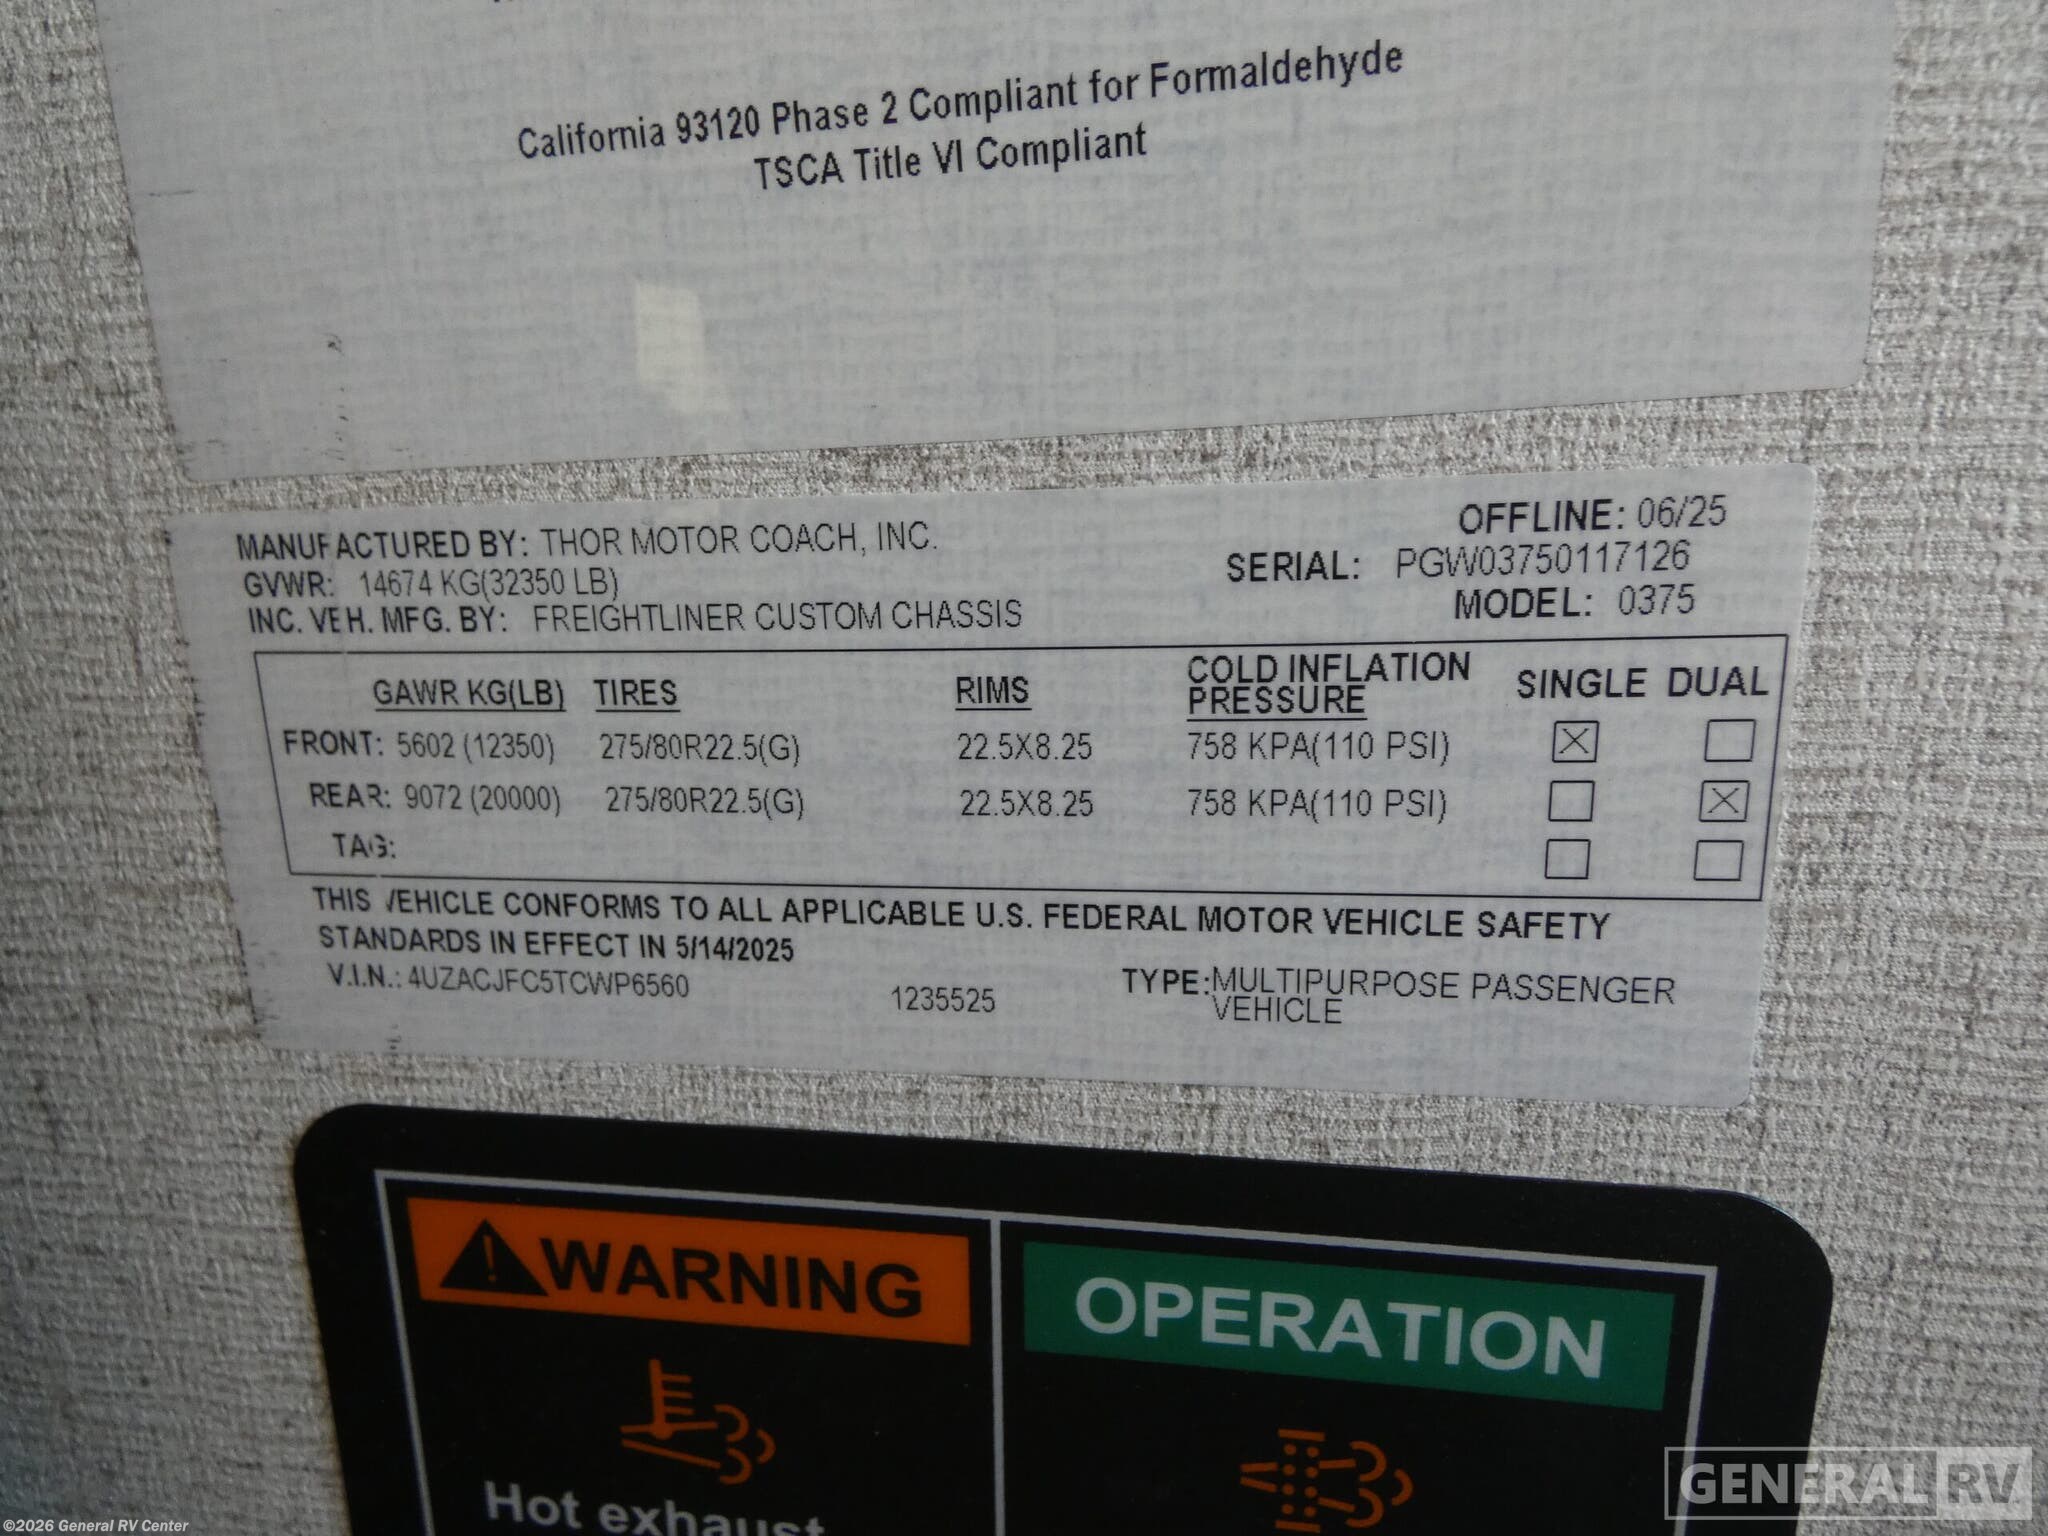 California 93120 Phase 2 Compliant for Formaldehyde
TSCA Title VI Compliant
MANUFACTURED BY: THOR MOTOR COACH, INC.
OFFLINE: 06/25
GVWR: 14674 KG(32350 LB)
SERIAL: PGW03750117126
INC. VEH. MFG. BY: FREIGHTLINER CUSTOM CHASSIS
MODEL: 0375
GAWR KG(LB) TIRES RIMS COLD INFLATION PRESSURE SINGLE DUAL
FRONT: 5602 (12350) 275/80R22.5(G) 22.5X8.25 758 KPA(110 PSI)
REAR: 9072 (20000) 275/80R22.5(G) 22.5X8.25 758 KPA(110 PSI)
TAG:
THIS VEHICLE CONFORMS TO ALL APPLICABLE U.S. FEDERAL MOTOR VEHICLE SAFETY
STANDARDS IN EFFECT IN 5/14/2025
V.I.N.: 4UZACJFC5TCWP6560 1235525 TYPE: MULTIPURPOSE PASSENGER
VEHICLE
WARNING
OPERATION
Hot exhaust
GENERAL RV
©2026 General RV Center